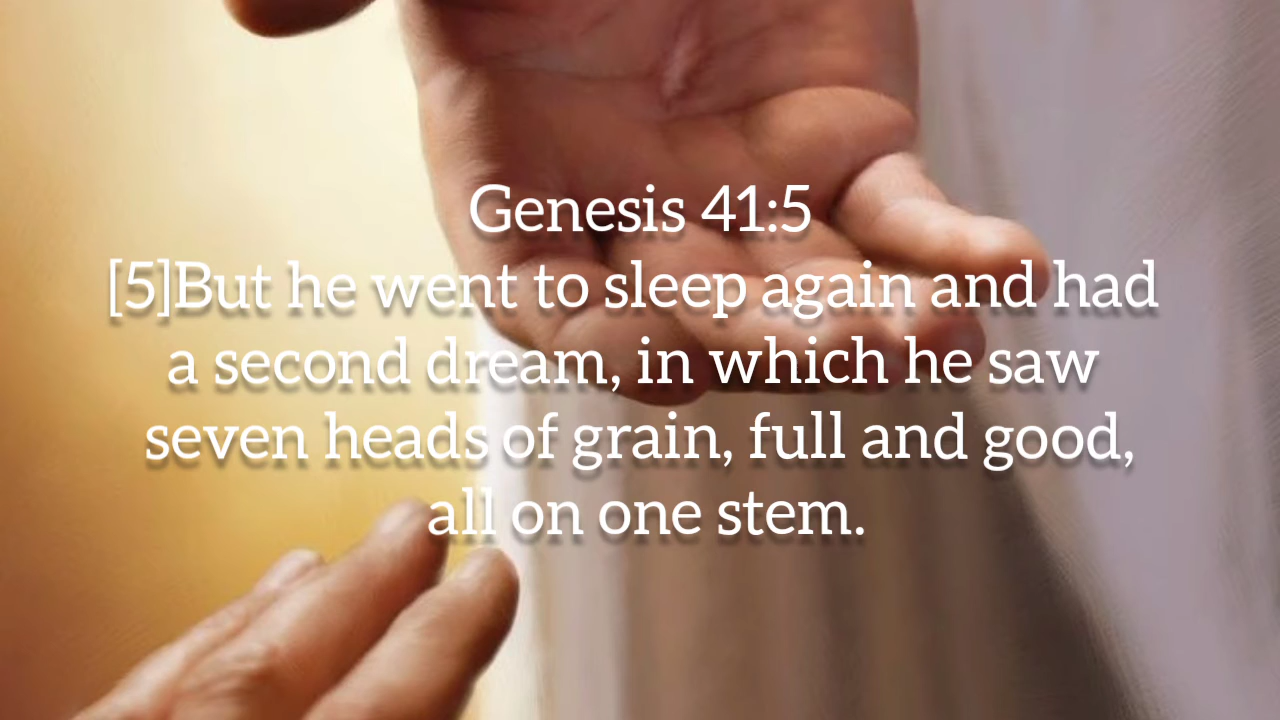 Genesis 41:5
[5]But he went to sleep again and had
a second dream, in which he saw
seven heads of grain, full and good,
all on one stem.